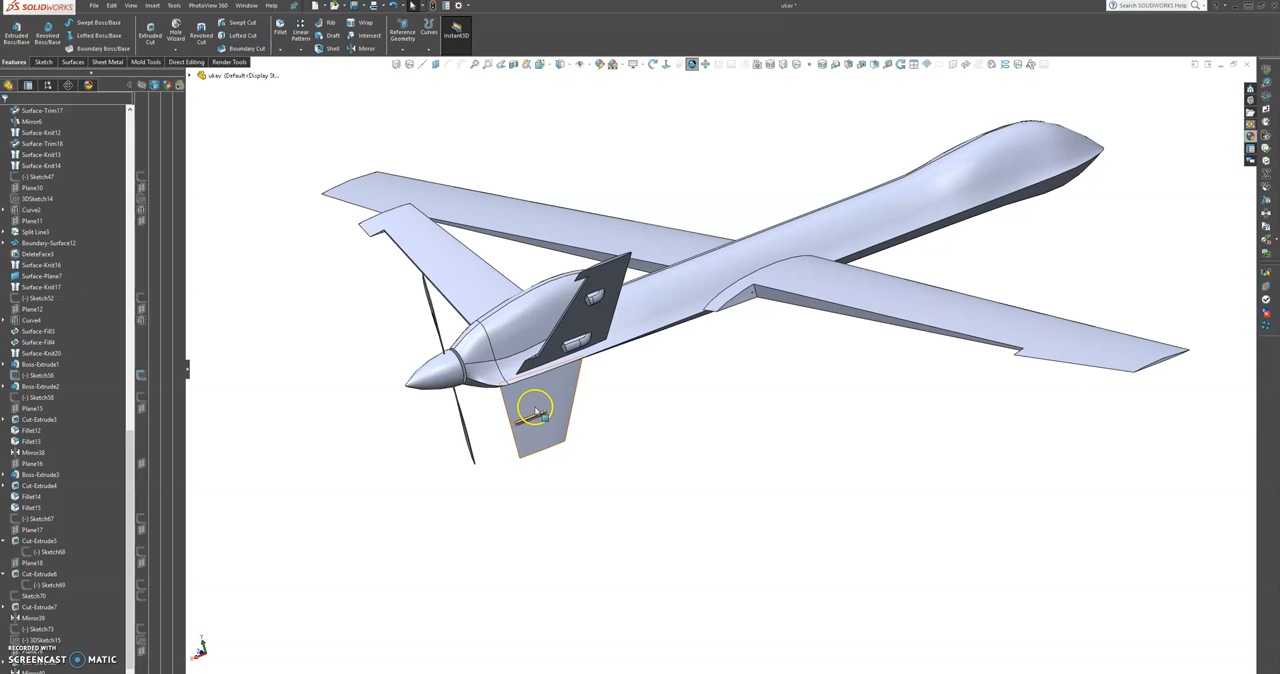 SOLIDWORKS File Edit View Insert Tools PhotoView 360 Window Help ukav * Search SOLIDWORKS Help
Extruded Boss/Base Revolved Boss/Base Swept Boss/Base Lofted Boss/Base Boundary Boss/Base Extruded Cut Hole Wizard Revolved Cut Swept Cut Lofted Cut Boundary Cut Fillet Linear Pattern Rib Draft Shell Wrap Intersect Mirror Reference Geometry Curves Instant3D
Features Sketch Surfaces Sheet Metal Mold Tools Direct Editing Render Tools
ukav (Default<Display St...
Surface-Trim17
Mirror6
Surface-Knit12
Surface-Trim18
Surface-Knit13
Surface-Knit14
(-) Sketch47
Plane10
3DSketch14
Curve2
Plane11
Split Line3
Boundary-Surface12
DeleteFace3
Surface-Knit16
Surface-Plane7
Surface-Knit17
(-) Sketch52
Plane12
Curve4
Surface-Fill3
Surface-Fill4
Surface-Knit20
Boss-Extrude1
(-) Sketch56
Boss-Extrude2
(-) Sketch58
Plane15
Cut-Extrude3
Fillet12
Fillet13
Mirror38
Plane16
Boss-Extrude3
Cut-Extrude4
Fillet14
Fillet15
(-) Sketch67
Plane17
Cut-Extrude5
(-) Sketch68
Plane18
Cut-Extrude6
(-) Sketch69
Sketch70
Cut-Extrude7
Mirror39
(-) Sketch73
(-) 3DSketch15
RECORDED WITH
SCREENCAST MATIC
Y
X
Z